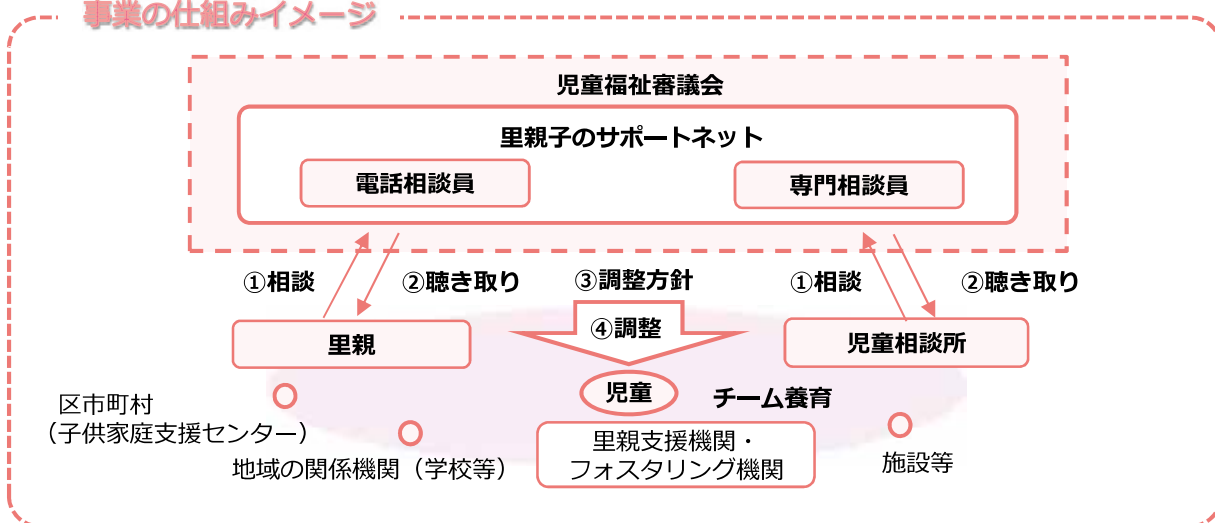 事業の仕組みイメージ
児童福祉審議会
里親子のサポートネット
電話相談員
専門相談員
①相談
②聴き取り
③調整方針
①相談
②聴き取り
④調整
里親
児童相談所
児童
チーム養育
区市町村
（子供家庭支援センター）
地域の関係機関（学校等）
里親支援機関・
フォスタリング機関
施設等